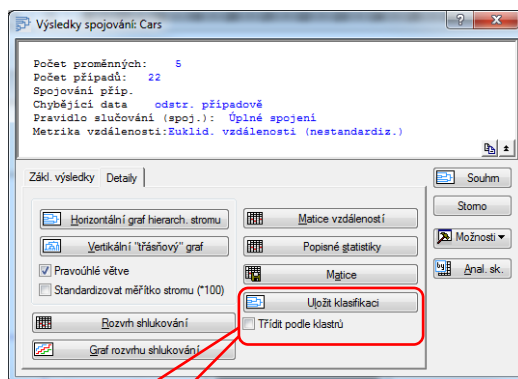 Výsledky spojování: Cars
Počet proměnných: 5
Počet případů: 22
Spojování příp.
Chybějící data odstr. případově
Pravidlo slučování (spoj.): Úplné spojení
Metrika vzdálenosti:Euklid. vzdálenosti (nestandardiz.)
Zákl. výsledky
Detaily
Horizontální graf hierarch. stromu
Vertikální "třásňový" graf
Pravoúhlé větve
Standardizovat měřítko stromu (*100)
Rozvrh shlukování
Graf rozvrhu shlukování
Matice vzdáleností
Popisné statistiky
Matice
Uložit klasifikaci
Třídit podle klastrů
Souhrn
Storno
Možnosti
Anal. sk.